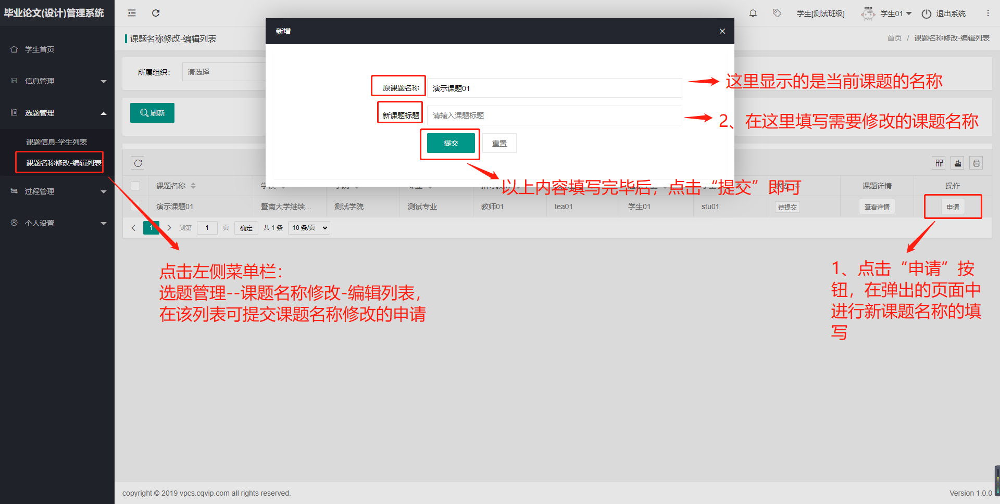 毕业论文(设计)管理系统
学生[测试班级]
学生01
退出系统
学生首页
信息管理
选题管理
课题信息-学生列表
课题名称修改-编辑列表
过程管理
个人设置
课题名称修改-编辑列表
首页 / 课题名称修改-编辑列表
所属组织：
请选择
刷新
新增
原课题名称
演示课题01
这里显示的是当前课题的名称
新课题标题
请输入课题标题
2、在这里填写需要修改的课题名称
提交
重置
以上内容填写完毕后，点击“提交”即可
课题名称
课题详情
操作
演示课题01
暨南大学继续...
测试学院
测试专业
教师01
tea01
学生01
stu01
待提交
查看详情
申请
1
到第
1
页
确定
共 1 条
10 条/页
点击左侧菜单栏：
选题管理--课题名称修改-编辑列表，
在该列表可提交课题名称修改的申请
1、点击“申请”按
钮，在弹出的页面中
进行新课题名称的填
写
copyright © 2019 vpcs.cqvip.com all rights reserved.
Version 1.0.0